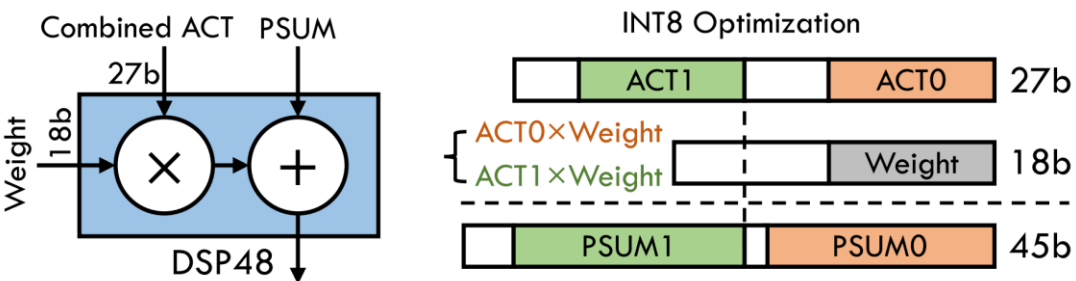 Combined ACT PSUM
27b
18b
Weight
×
+
DSP48
INT8 Optimization
ACT1 ACT0 27b
ACT0×Weight
ACT1×Weight
Weight 18b
PSUM1 PSUM0 45b